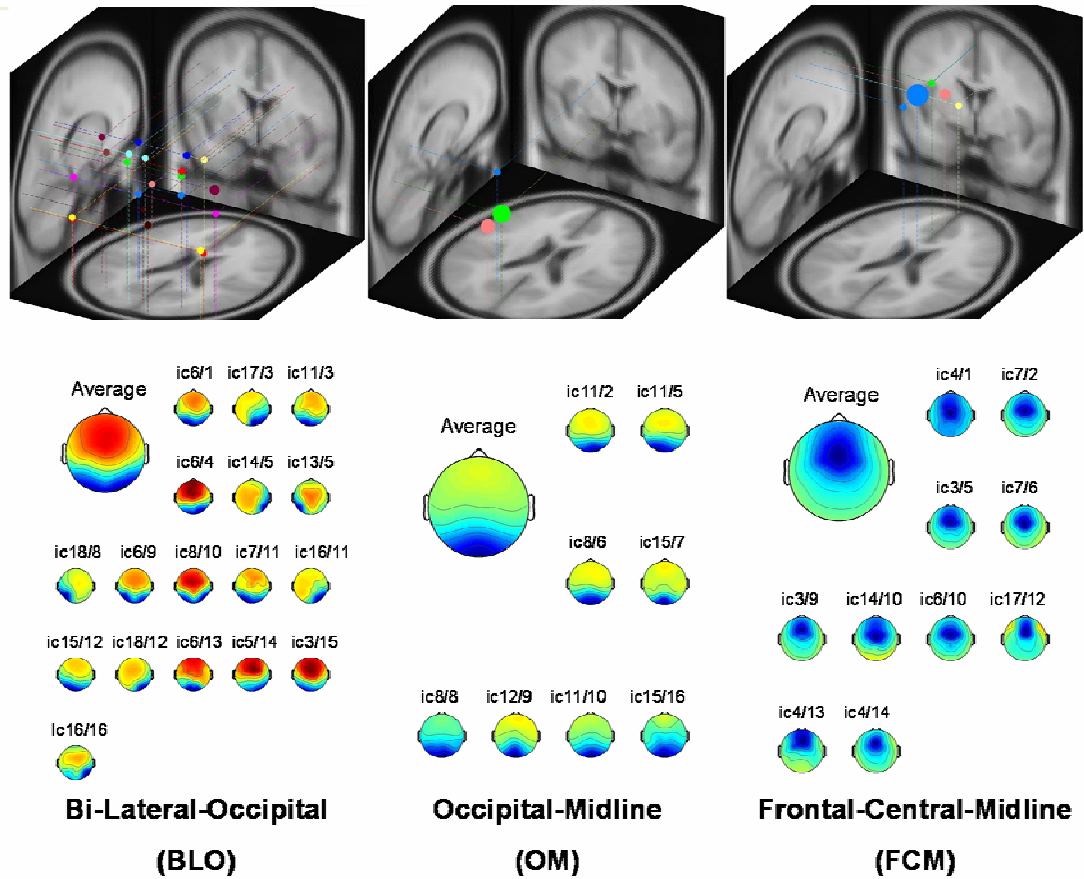 ic6/1 ic17/3 ic11/3
Average
ic6/4 ic14/5 ic13/5
ic18/8 ic6/9 ic8/10 ic7/11 ic16/11
ic15/12 ic18/12 ic6/13 ic5/14 ic3/15
Ic16/16
Bi-Lateral-Occipital
(BLO)
ic11/2 ic11/5
Average
ic8/6 ic15/7
ic8/8 ic12/9 ic11/10 ic15/16
Occipital-Midline
(OM)
ic4/1 ic7/2
Average
ic3/5 ic7/6
ic3/9 ic14/10 ic6/10 ic17/12
ic4/13 ic4/14
Frontal-Central-Midline
(FCM)